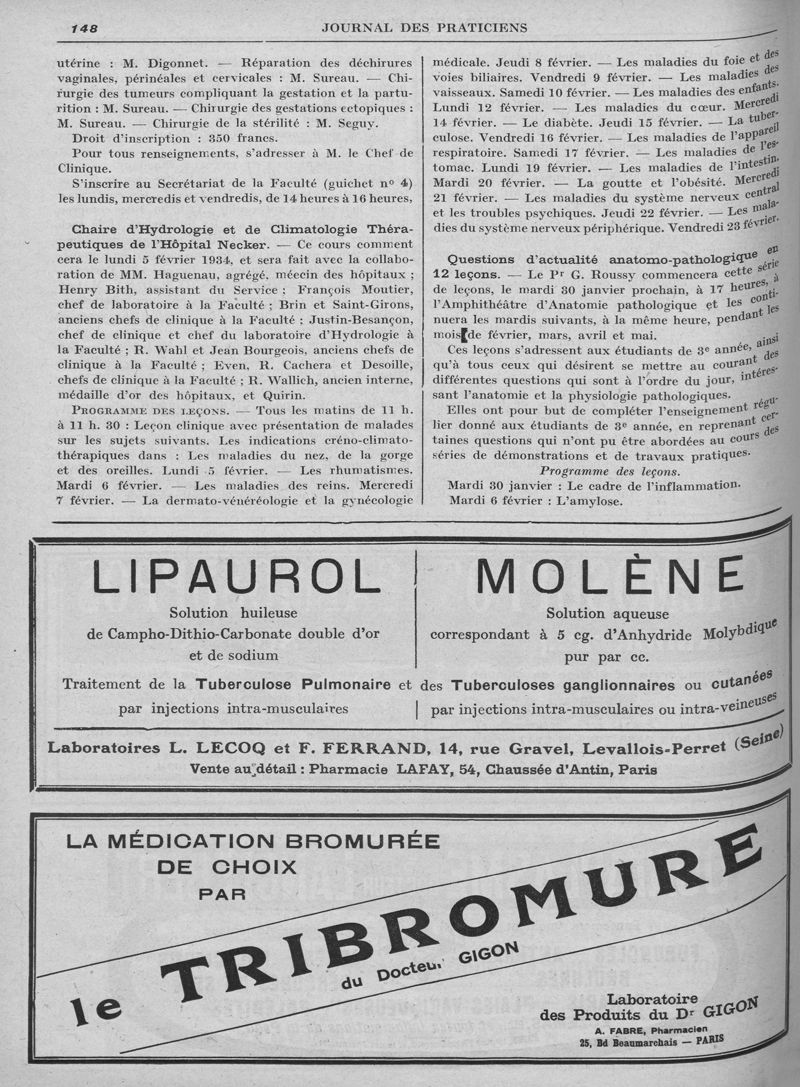 148
JOURNAL DES PRATICIENS
utérine : M. Digonnet. — Réparation des déchirures
vaginales, périnéales et cervicales : M. Sureau. — Chi-
rurgie des tumeurs compliquant la gestation et la partu-
rition : M. Sureau. — Chirurgie des gestations ectopiques :
M. Sureau. — Chirurgie de la stérilité : M. Seguy.
Droit d'inscription : 350 francs.
Pour tous renseignements, s'adresser à M. le Chef de
Clinique.
S'inscrire au Secrétariat de la Faculté (guichet nº 4)
les lundis, mercredis et vendredis, de 14 heures à 16 heures,
Chaire d'Hydrologie et de Climatologie Théra-
peutiques de l'Hôpital Necker. — Ce cours comment
cera le lundi 5 février 1934, et sera fait avec la collabo-
ration de MM. Haguenau, agrégé, méecin des hôpitaux ;
Henry Bith, assistant du Service ; François Moutier,
chef de laboratoire à la Faculté ; Brin et Saint-Girons,
anciens chefs de clinique à la Faculté ; Justin-Besançon,
chef de clinique et chef du laboratoire d'Hydrologie à
la Faculté ; R. Wahl et Jean Bourgeois, anciens chefs de
clinique à la Faculté ; Even, R. Cachera et Desoille,
chefs de clinique à la Faculté ; R. Wallich, ancien interne,
médaille d'or des hôpitaux, et Quirin.
PROGRAMME DES LEÇONS. — Tous les matins de 11 h.
à 11 h. 30 : Leçon clinique avec présentation de malades
sur les sujets suivants. Les indications créno-climato-
thérapiques dans : Les maladies du nez, de la gorge
et des oreilles. Lundi 5 février. — Les rhumatismes.
Mardi 6 février. — Les maladies des reins. Mercredi
7 février. — La dermato-vénéréologie et la gynécologie
médicale. Jeudi 8 février. — Les maladies du foie et des
voies biliaires. Vendredi 9 février. — Les maladies des
vaisseaux. Samedi 10 février. — Les maladies des enfants.
Lundi 12 février. — Les maladies du cœur. Mercredi
14 février. — Le diabète. Jeudi 15 février. — La tuber-
culose. Vendredi 16 février. — Les maladies de l'appareil
respiratoire. Samedi 17 février. — Les maladies de l'es-
tomac. Lundi 19 février. — Les maladies de l'intestin.
Mardi 20 février. — La goutte et l'obésité. Mercredi
21 février. — Les maladies du système nerveux central
et les troubles psychiques. Jeudi 22 février. — Les mala-
dies du système nerveux périphérique. Vendredi 23 février.
Questions d'actualité anatomo-pathologique en
12 leçons. — Le Pr G. Roussy commencera cette série
de leçons, le mardi 30 janvier prochain, à 17 heures, à
l'Amphithéâtre d'Anatomie pathologique et les conti-
nuera les mardis suivants, à la même heure, pendant les
mois de février, mars, avril et mai.
Ces leçons s'adressent aux étudiants de 3e année, ainsi
qu'à tous ceux qui désirent se mettre au courant des
différentes questions qui sont à l'ordre du jour, intéres-
sant l'anatomie et la physiologie pathologiques.
Elles ont pour but de compléter l'enseignement régu-
lier donné aux étudiants de 3e année, en reprenant cer-
taines questions qui n'ont pu être abordées au cours des
séries de démonstrations et de travaux pratiques.
Programme des leçons.
Mardi 30 janvier : Le cadre de l'inflammation.
Mardi 6 février : L'amylose.
LIPAUROL
Solution huileuse
de Campho-Dithio-Carbonate double d'or
et de sodium
MOLÈNE
Solution aqueuse
correspondant à 5 cg. d'Anhydride Molybdique
pur par cc.
Traitement de la Tuberculose Pulmonaire et des Tuberculoses ganglionnaires ou cutanées
par injections intra-musculaires
par injections intra-musculaires ou intra-veineuses
Laboratoires L. LECOQ et F. FERRAND, 14, rue Gravel, Levallois-Perret (Seine)
Vente au détail : Pharmacie LAFAY, 54, Chaussée d'Antin, Paris
LA MÉDICATION BROMURÉE
DE CHOIX
PAR
le TRIBROMURE
du Docteur GIGON
Laboratoire
des Produits du Dr GIGON
A. FABRE, Pharmacien
25, Bd Beaumarchais — PARIS